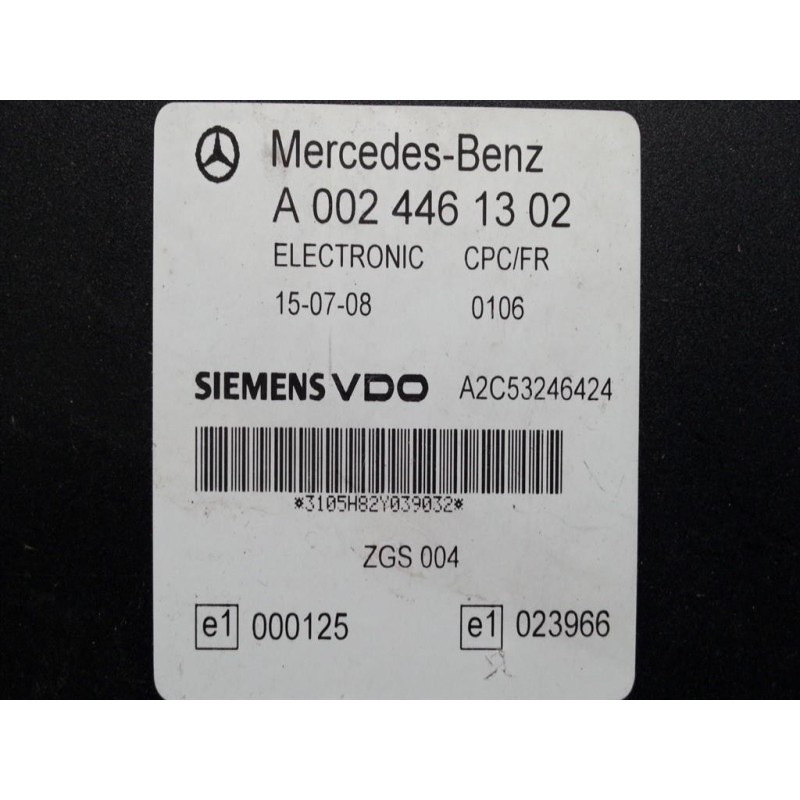 Mercedes-Benz
A 002 446 13 02
ELECTRONIC CPC/FR
15-07-08 0106
SIEMENS VDO A2C53246424
*3105H82Y039032*
ZGS 004
e1 000125 e1 023966